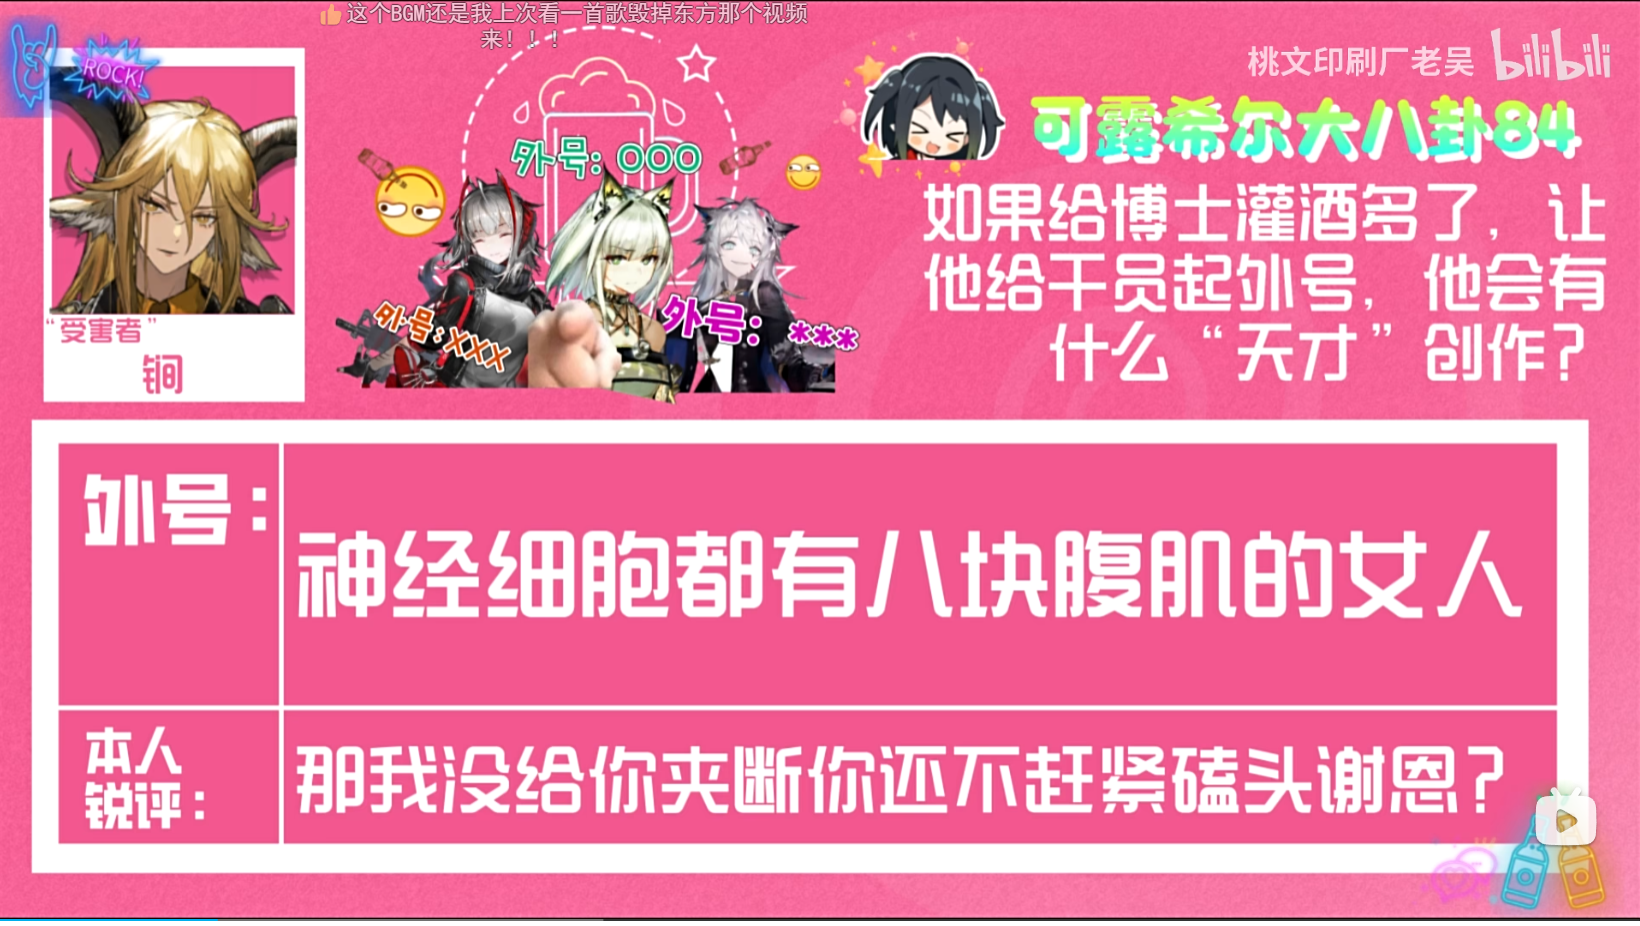 👍这个BGM还是我上次看一首歌毁掉东方那个视频
来！！！
ROCK!
桃文印刷厂老吴 bilibili
可露希尔大八卦84
如果给博士灌酒多了，让
他给干员起外号，他会有
什么“天才”创作？
外号：OOO
外号:XXX
外号：***
“受害者”
锏
外号：
神经细胞都有八块腹肌的女人
本人
锐评：
那我没给你夹断你还不赶紧磕头谢恩？